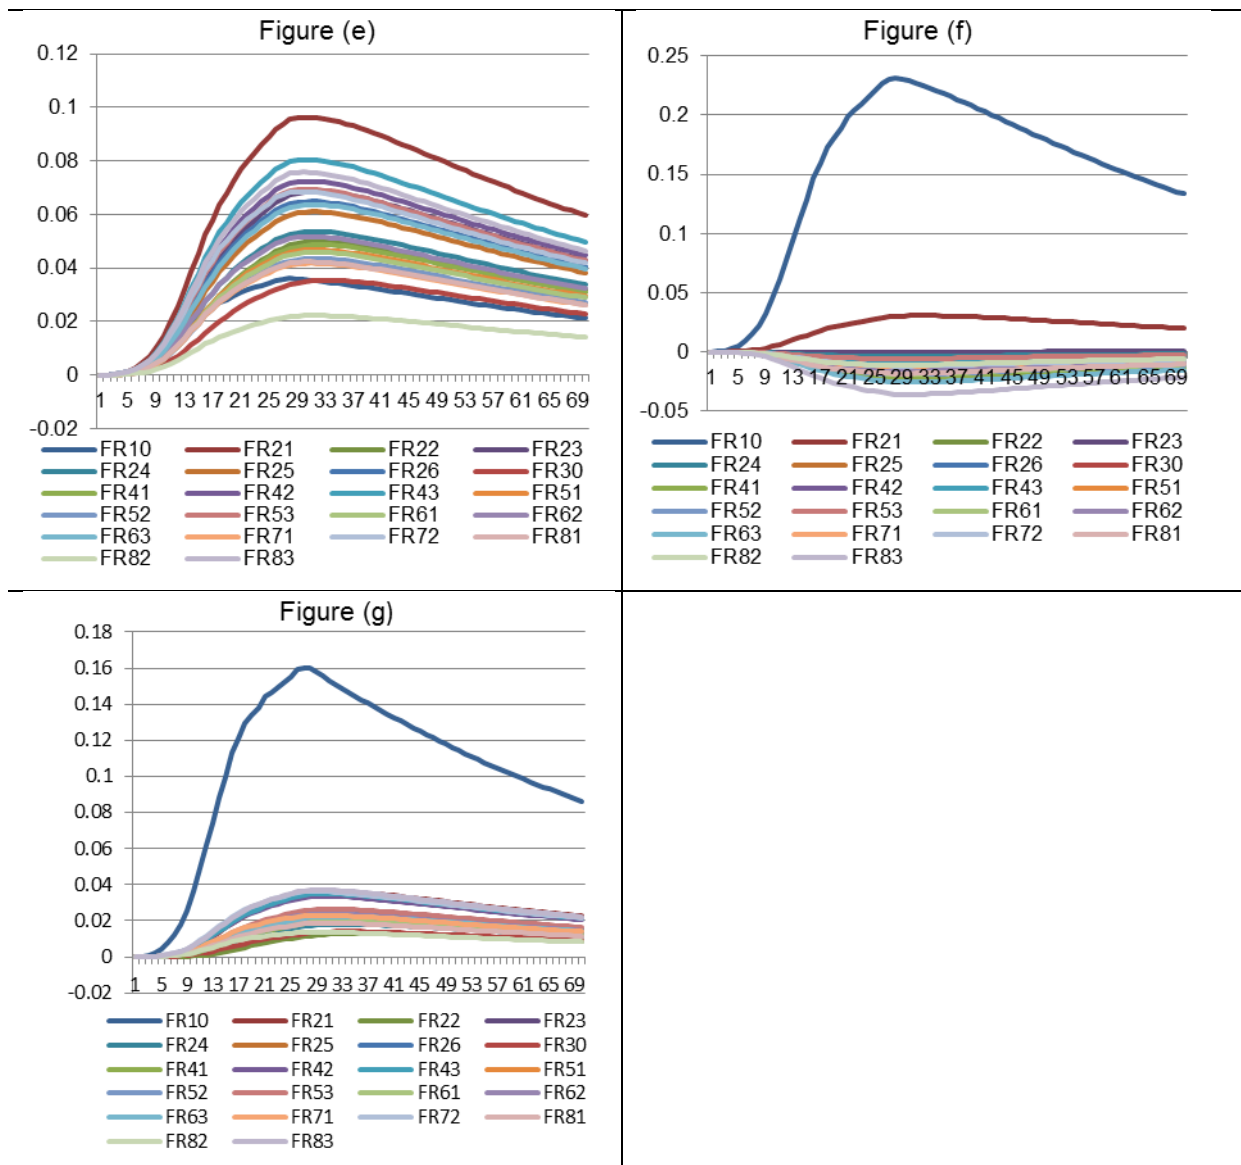 Figure (e)
0.12
0.1
0.08
0.06
0.04
0.02
0
-0.02
1 5 9 13 17 21 25 29 33 37 41 45 49 53 57 61 65 69
FR10 FR21 FR22 FR23
FR24 FR25 FR26 FR30
FR41 FR42 FR43 FR51
FR52 FR53 FR61 FR62
FR63 FR71 FR72 FR81
FR82 FR83
Figure (f)
0.25
0.2
0.15
0.1
0.05
0
-0.05
1 5 9 13 17 21 25 29 33 37 41 45 49 53 57 61 65 69
FR10 FR21 FR22 FR23
FR24 FR25 FR26 FR30
FR41 FR42 FR43 FR51
FR52 FR53 FR61 FR62
FR63 FR71 FR72 FR81
FR82 FR83
Figure (g)
0.18
0.16
0.14
0.12
0.1
0.08
0.06
0.04
0.02
0
-0.02
1 5 9 13 17 21 25 29 33 37 41 45 49 53 57 61 65 69
FR10 FR21 FR22 FR23
FR24 FR25 FR26 FR30
FR41 FR42 FR43 FR51
FR52 FR53 FR61 FR62
FR63 FR71 FR72 FR81
FR82 FR83